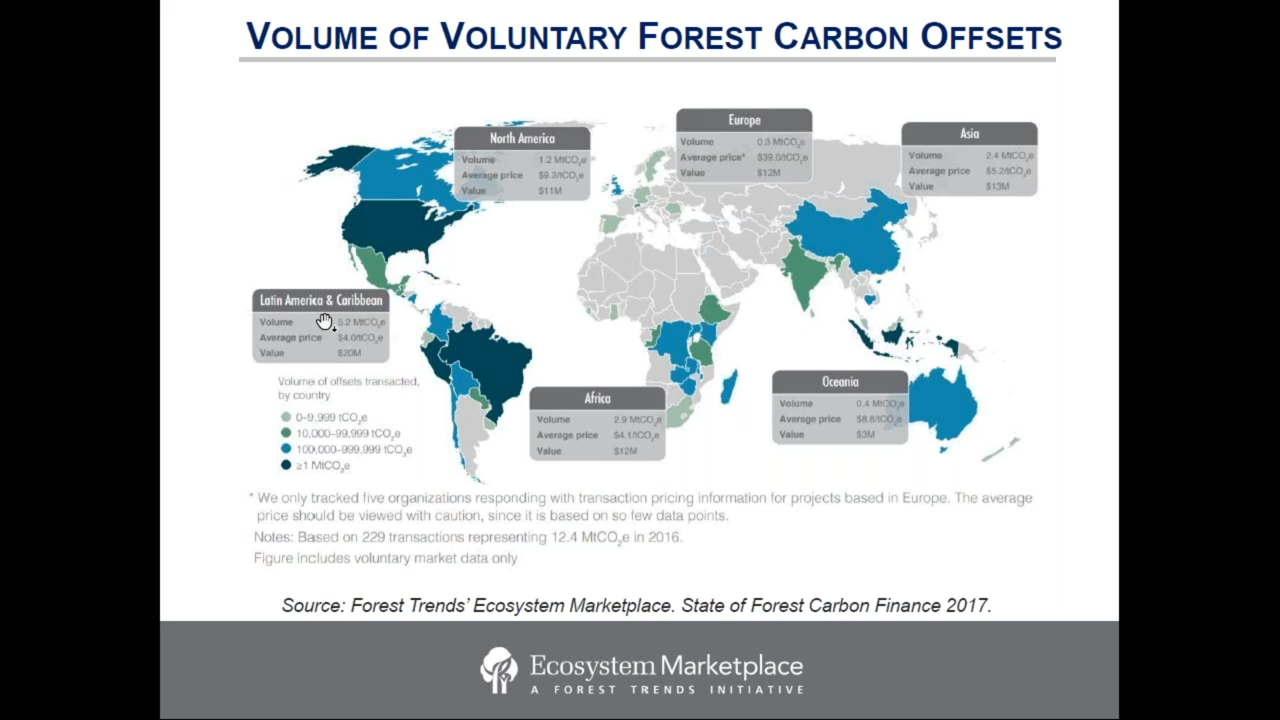 VOLUME OF VOLUNTARY FOREST CARBON OFFSETS
North America
Volume 1.2 MtCO₂e
Average price $9.2/tCO₂e
Value $11M
Europe
Volume 0.3 MtCO₂e
Average price* $39.0/tCO₂e
Value $12M
Asia
Volume 2.4 MtCO₂e
Average price $5.2/tCO₂e
Value $13M
Latin America & Caribbean
Volume 5.2 MtCO₂e
Average price $4.0/tCO₂e
Value $20M
Africa
Volume 2.9 MtCO₂e
Average price $4.1/tCO₂e
Value $12M
Oceania
Volume 0.4 MtCO₂e
Average price $8.8/tCO₂e
Value $3M
Volume of offsets transacted,
by country
0–9,999 tCO₂e
10,000–99,999 tCO₂e
100,000–999,999 tCO₂e
≥1 MtCO₂e
* We only tracked five organizations responding with transaction pricing information for projects based in Europe. The average
price should be viewed with caution, since it is based on so few data points.
Notes: Based on 229 transactions representing 12.4 MtCO₂e in 2016.
Figure includes voluntary market data only
Source: Forest Trends’ Ecosystem Marketplace. State of Forest Carbon Finance 2017.
Ecosystem Marketplace
A FOREST TRENDS INITIATIVE